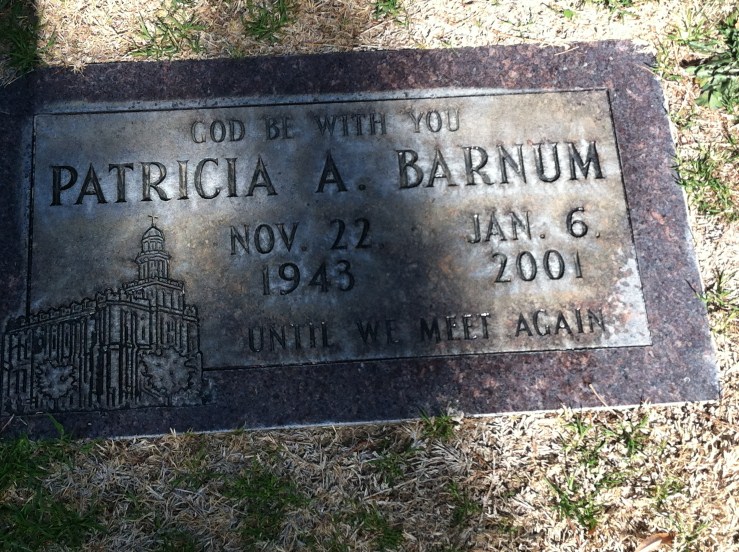 GOD BE WITH YOU
PATRICIA A. BARNUM
NOV. 22, JAN. 6,
1943 2001
UNTIL WE MEET AGAIN